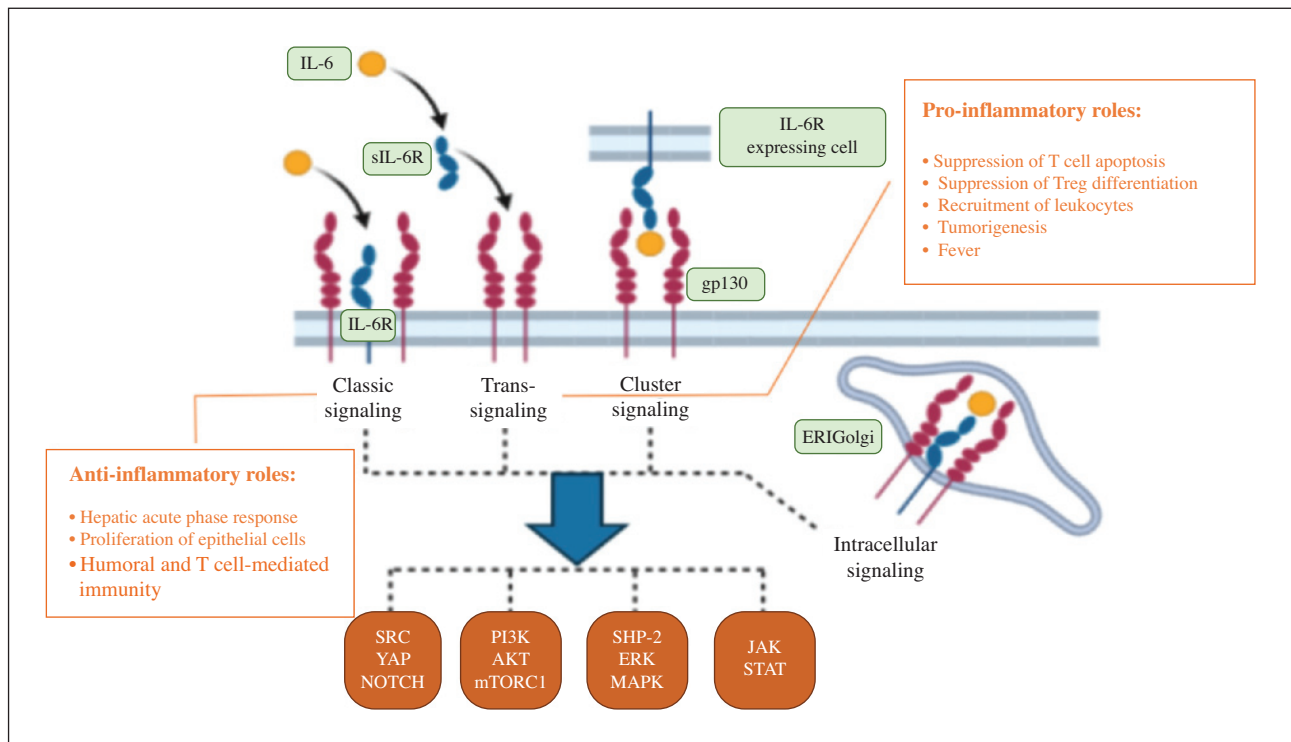 IL-6
sIL-6R
IL-6R
expressing cell
gp130
IL-6R
Pro-inflammatory roles:
• Suppression of T cell apoptosis
• Suppression of Treg differentiation
• Recruitment of leukocytes
• Tumorigenesis
• Fever
Classic
signaling
Trans-
signaling
Cluster
signaling
ERIGolgi
Intracellular
signaling
Anti-inflammatory roles:
• Hepatic acute phase response
• Proliferation of epithelial cells
• Humoral and T cell-mediated
immunity
SRC
YAP
NOTCH
PI3K
AKT
mTORC1
SHP-2
ERK
MAPK
JAK
STAT